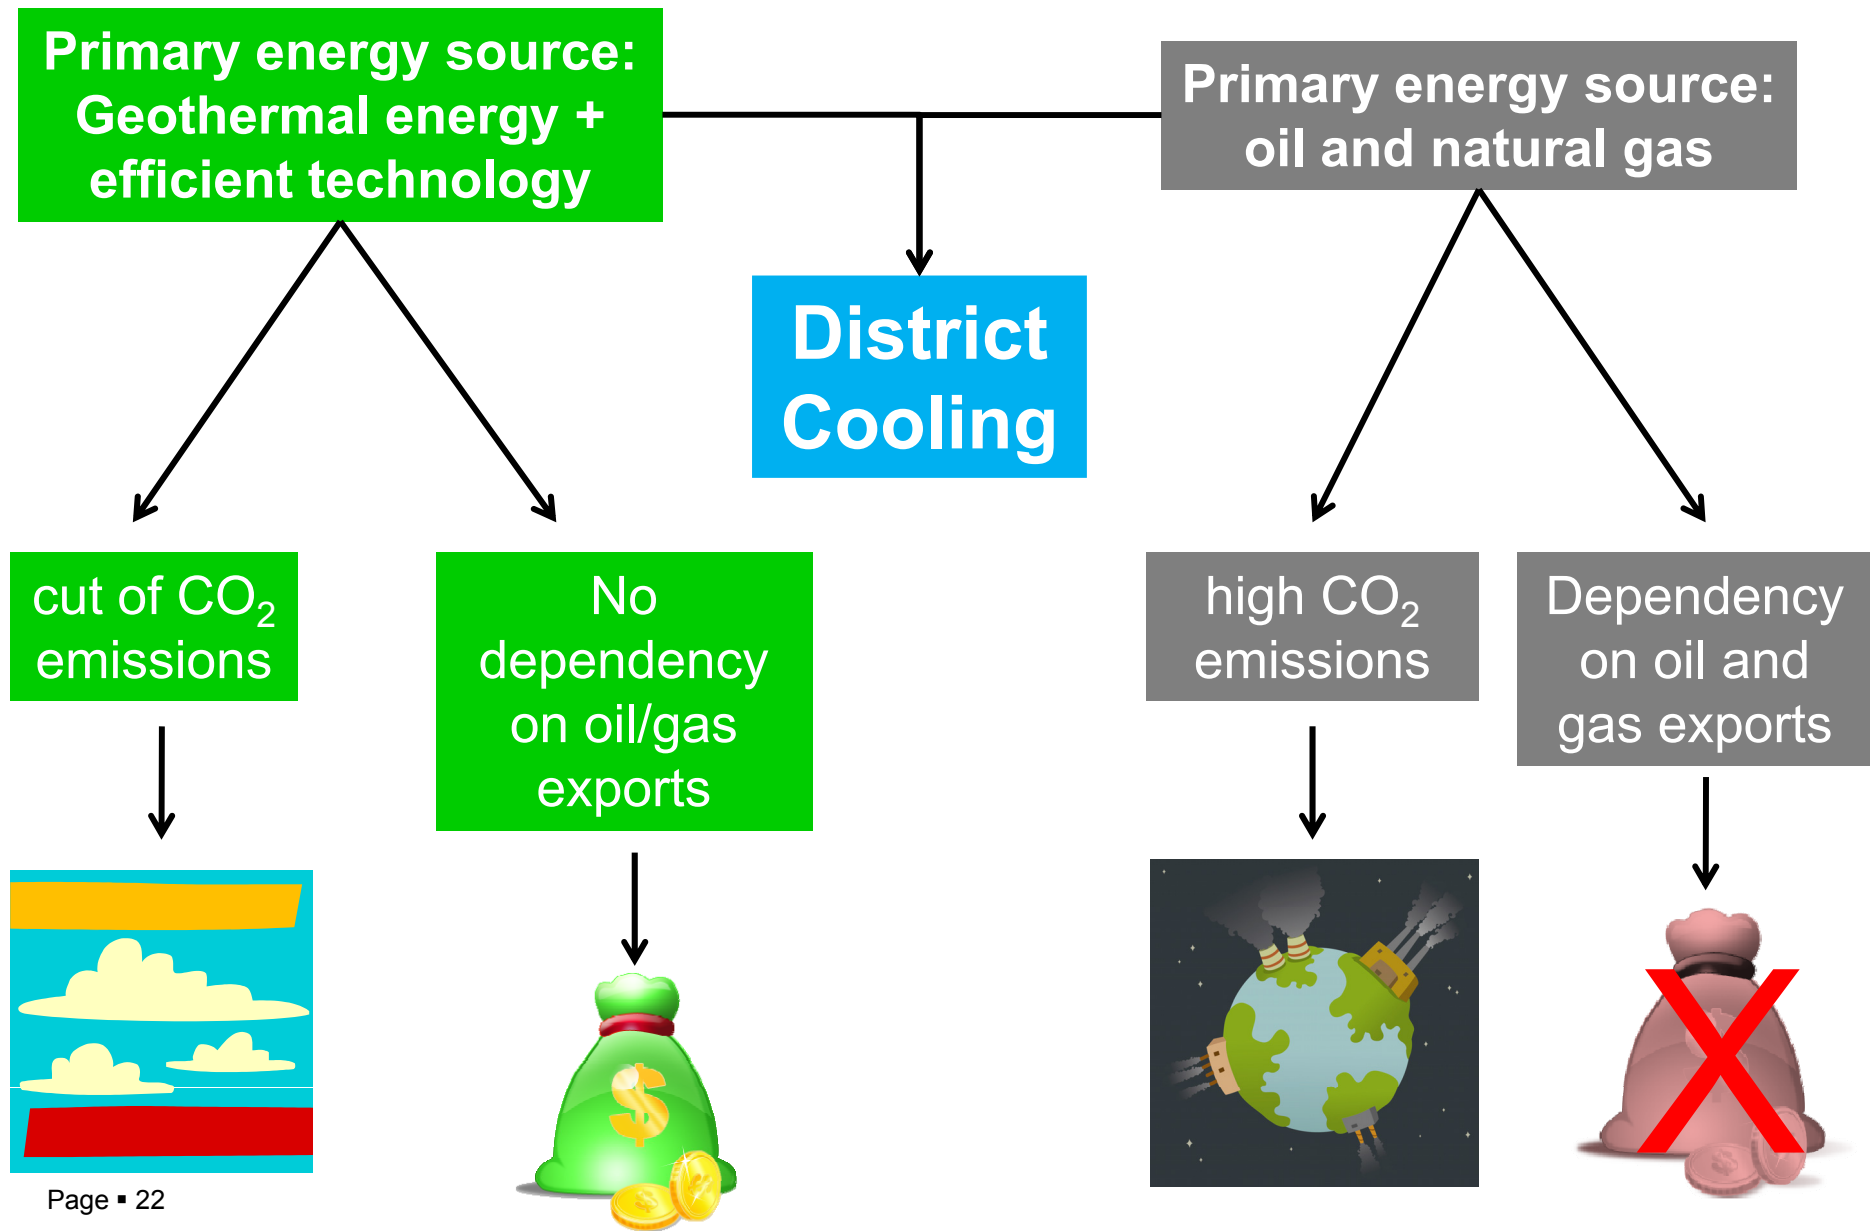 Primary energy source:
Geothermal energy +
efficient technology
Primary energy source:
oil and natural gas
District
Cooling
cut of CO₂
emissions
No
dependency
on oil/gas
exports
high CO₂
emissions
Dependency
on oil and
gas exports
$
X
Page ▪ 22